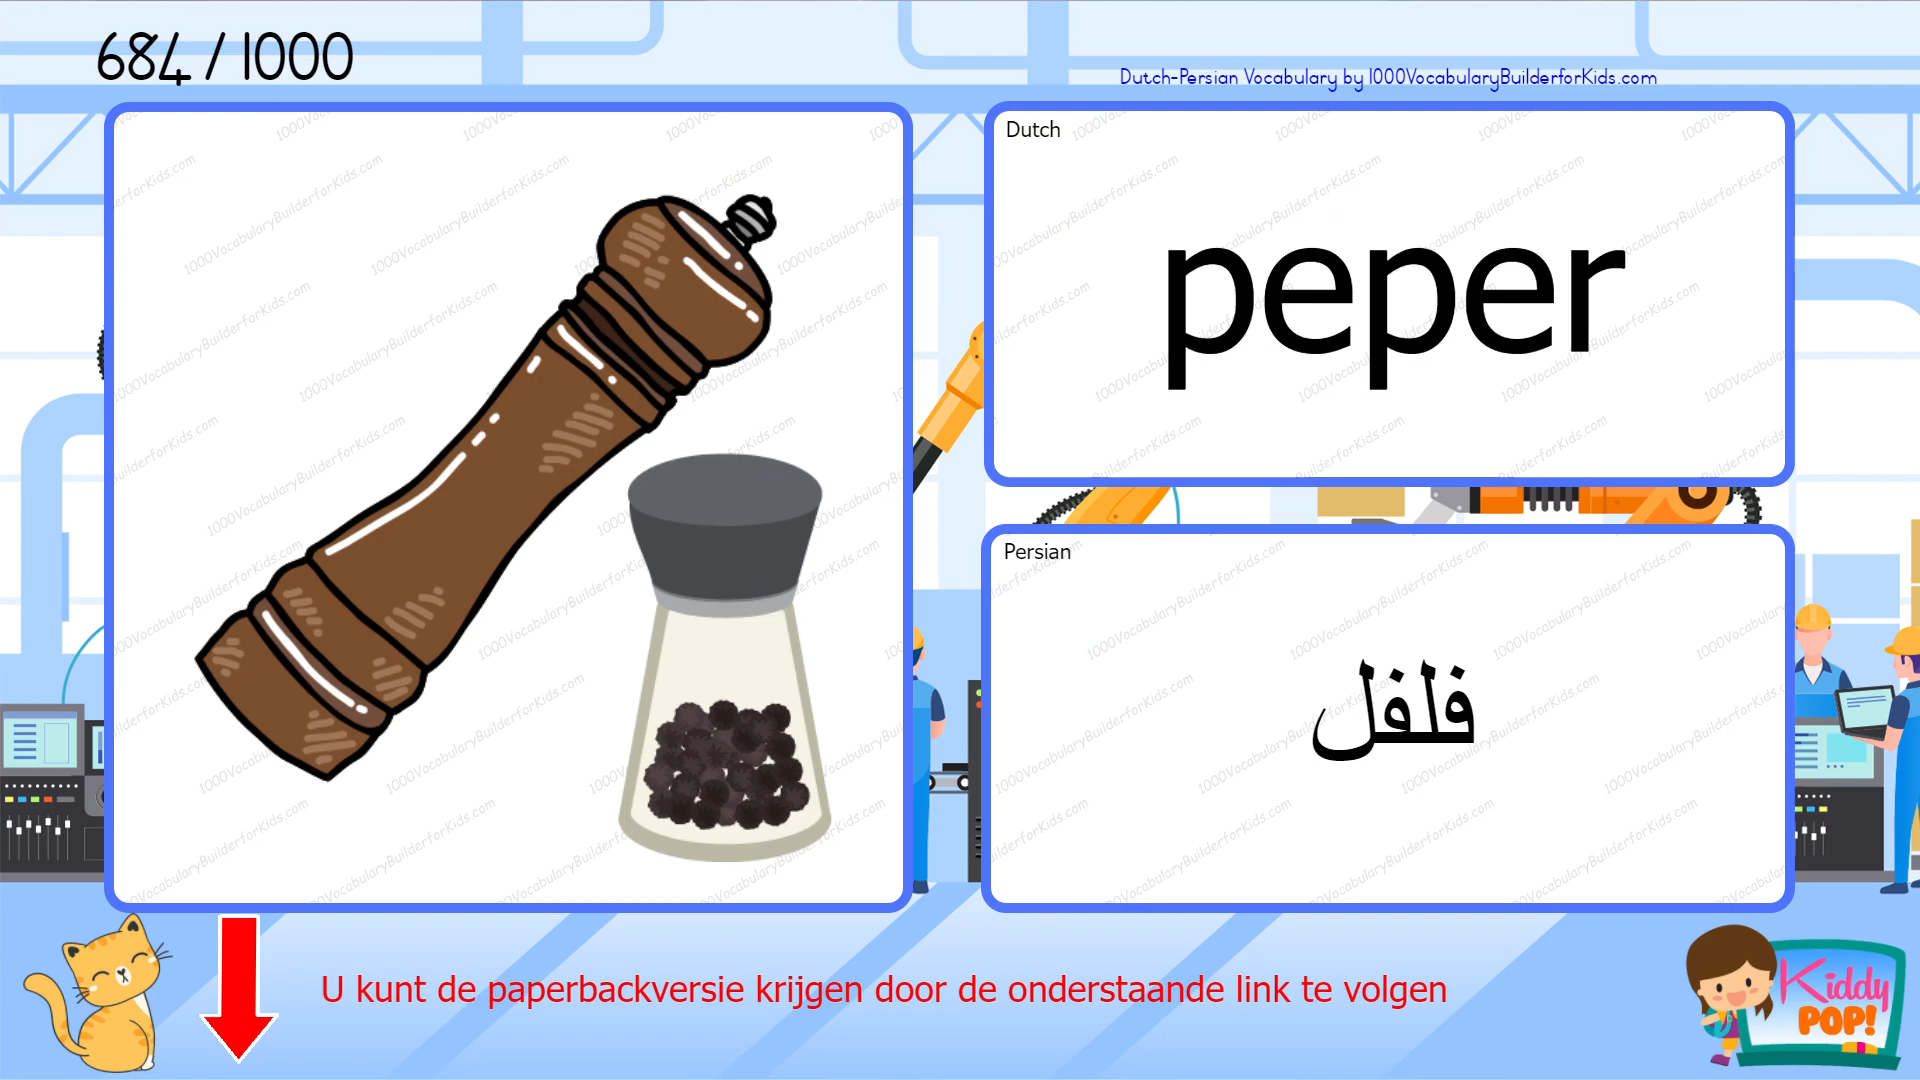 684 / 1000
Dutch-Persian Vocabulary by 1000VocabularyBuilderforKids.com
Dutch
peper
Persian
فلفل
U kunt de paperbackversie krijgen door de onderstaande link te volgen
Kiddy
POP!